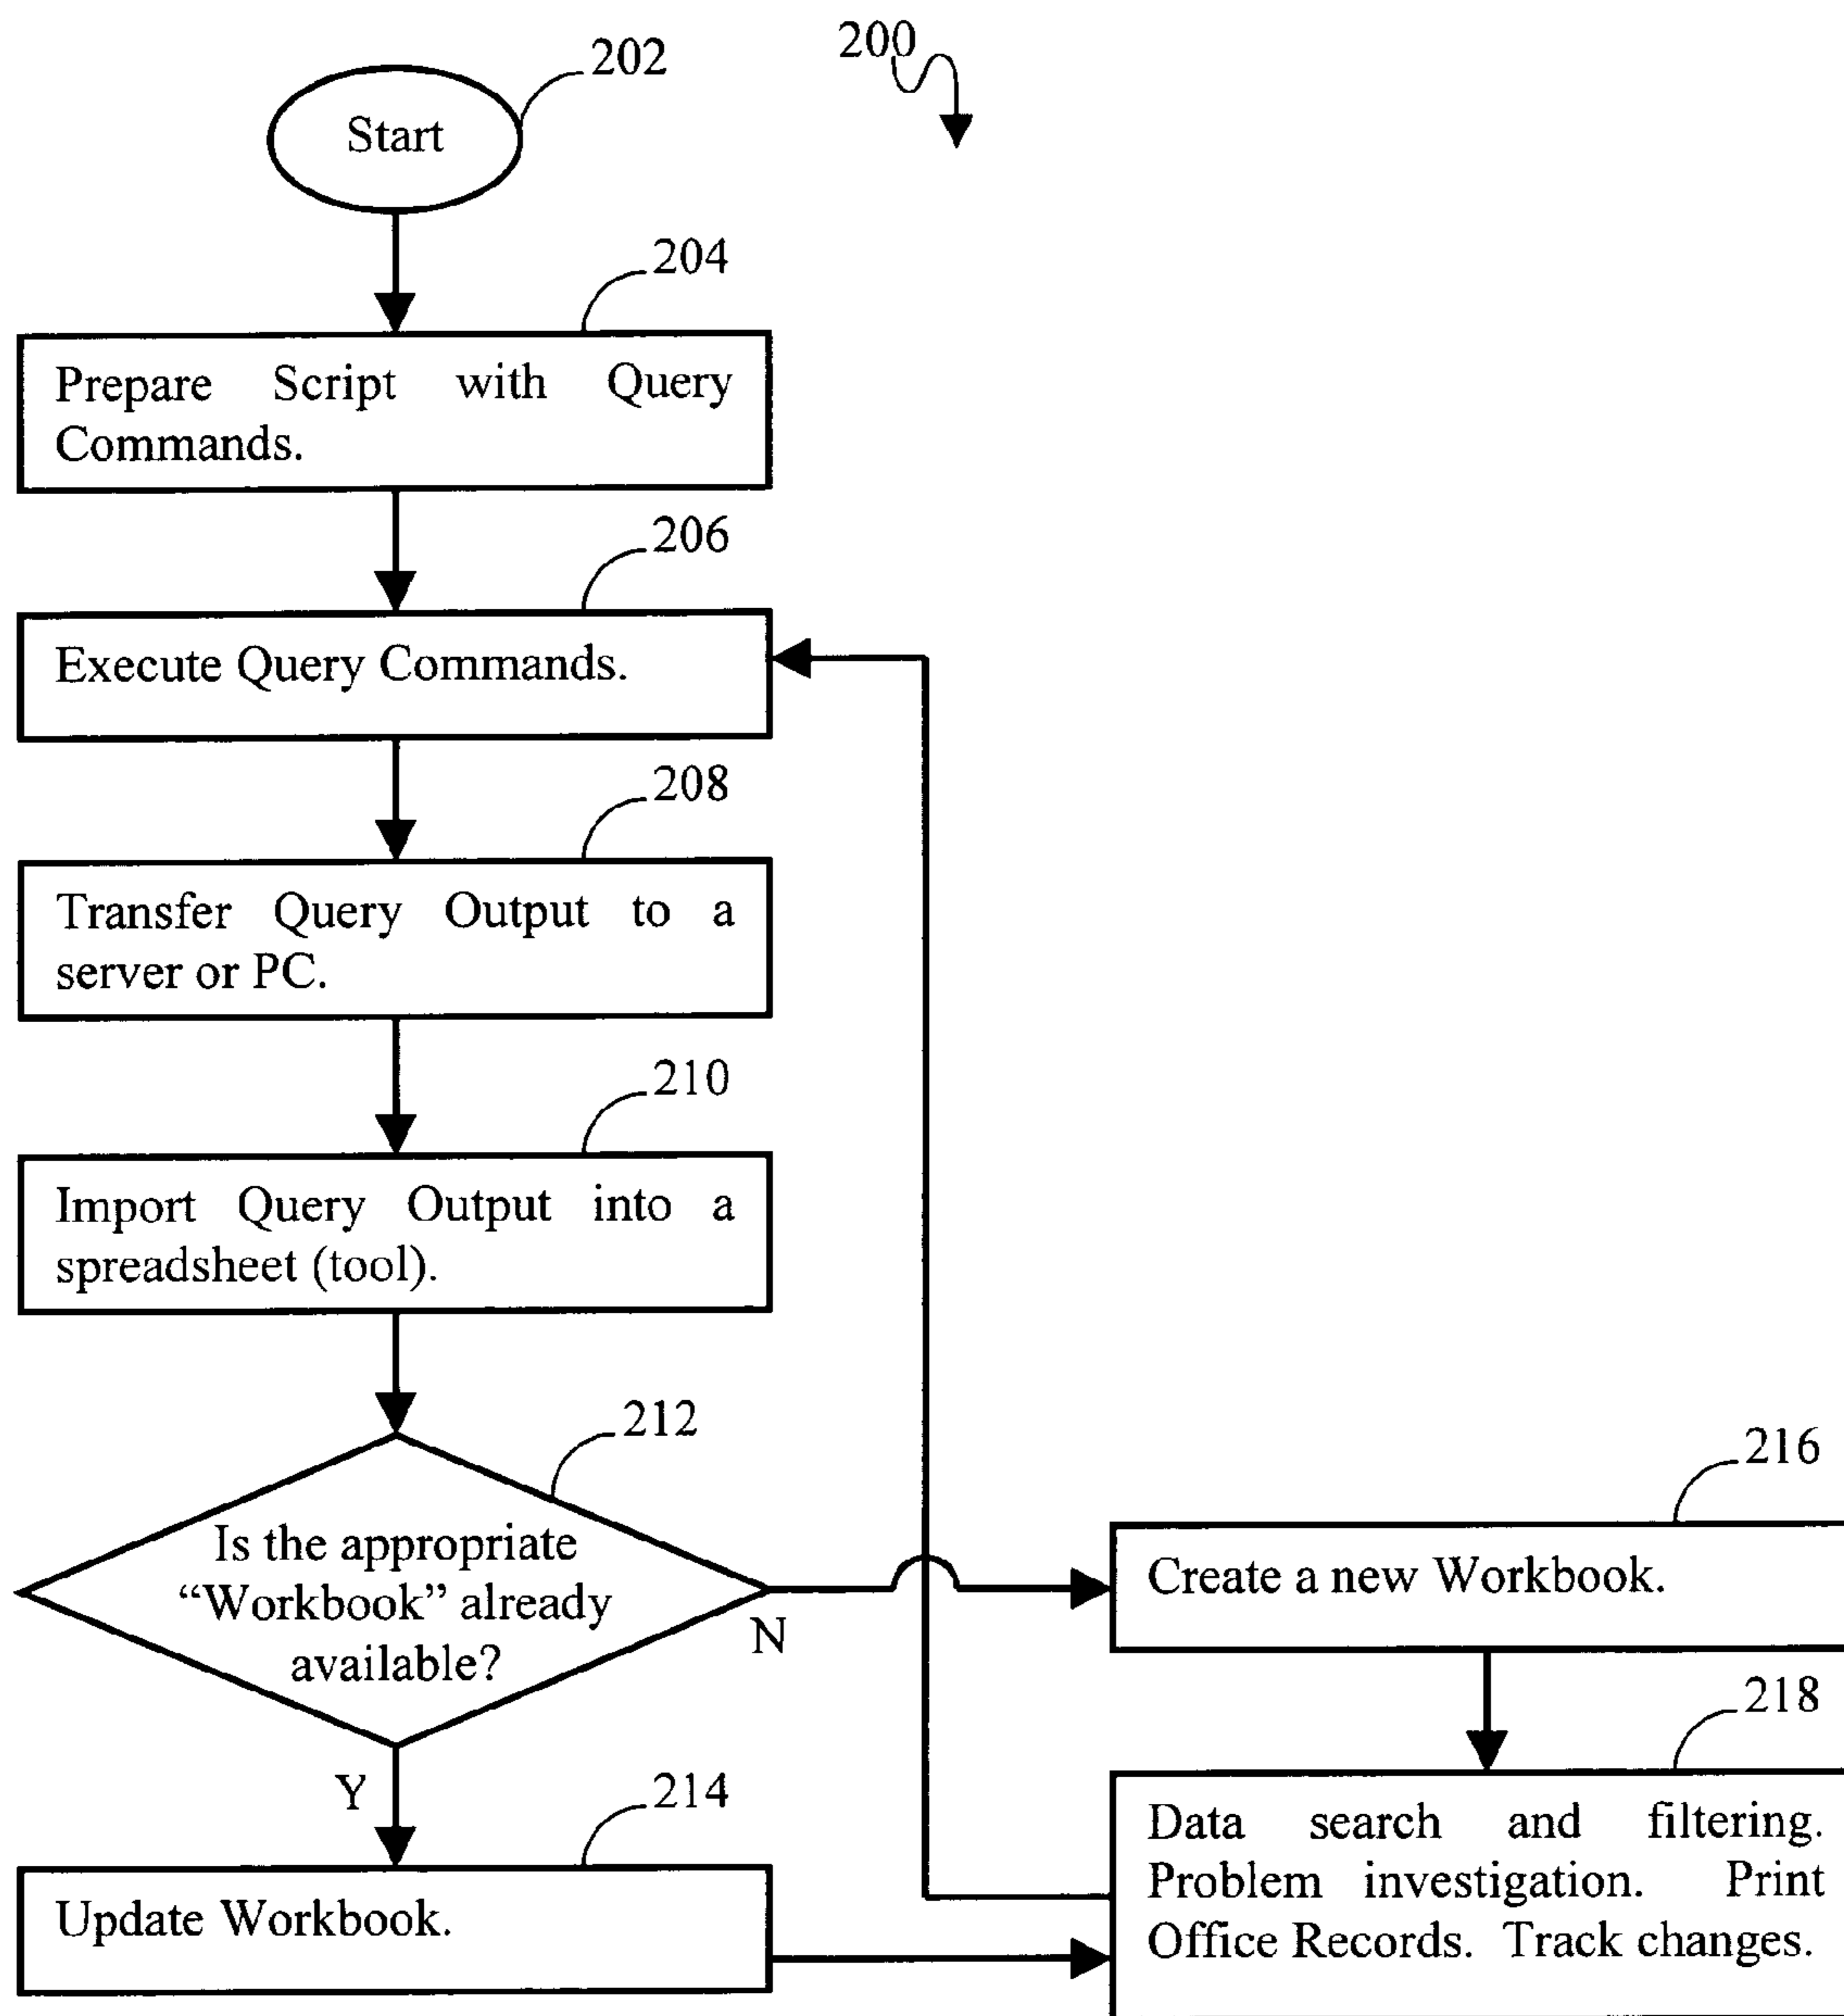 200
202
Start
204
Prepare Script with Query
Commands.
206
Execute Query Commands.
208
Transfer Query Output to a
server or PC.
210
Import Query Output into a
spreadsheet (tool).
212
Is the appropriate
“Workbook” already
available?
N
Y
214
Update Workbook.
216
Create a new Workbook.
218
Data search and filtering.
Problem investigation. Print
Office Records. Track changes.